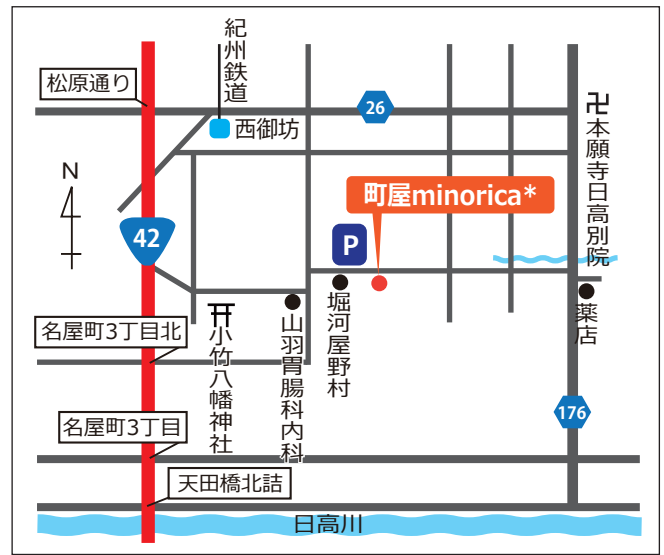 紀州鉄道
松原通り
26
西御坊
卍本願寺日高別院
N
町屋minorica*
P
42
名屋町3丁目北
小竹八幡神社
山羽胃腸科内科
堀河屋野村
薬店
176
名屋町3丁目
天田橋北詰
日高川